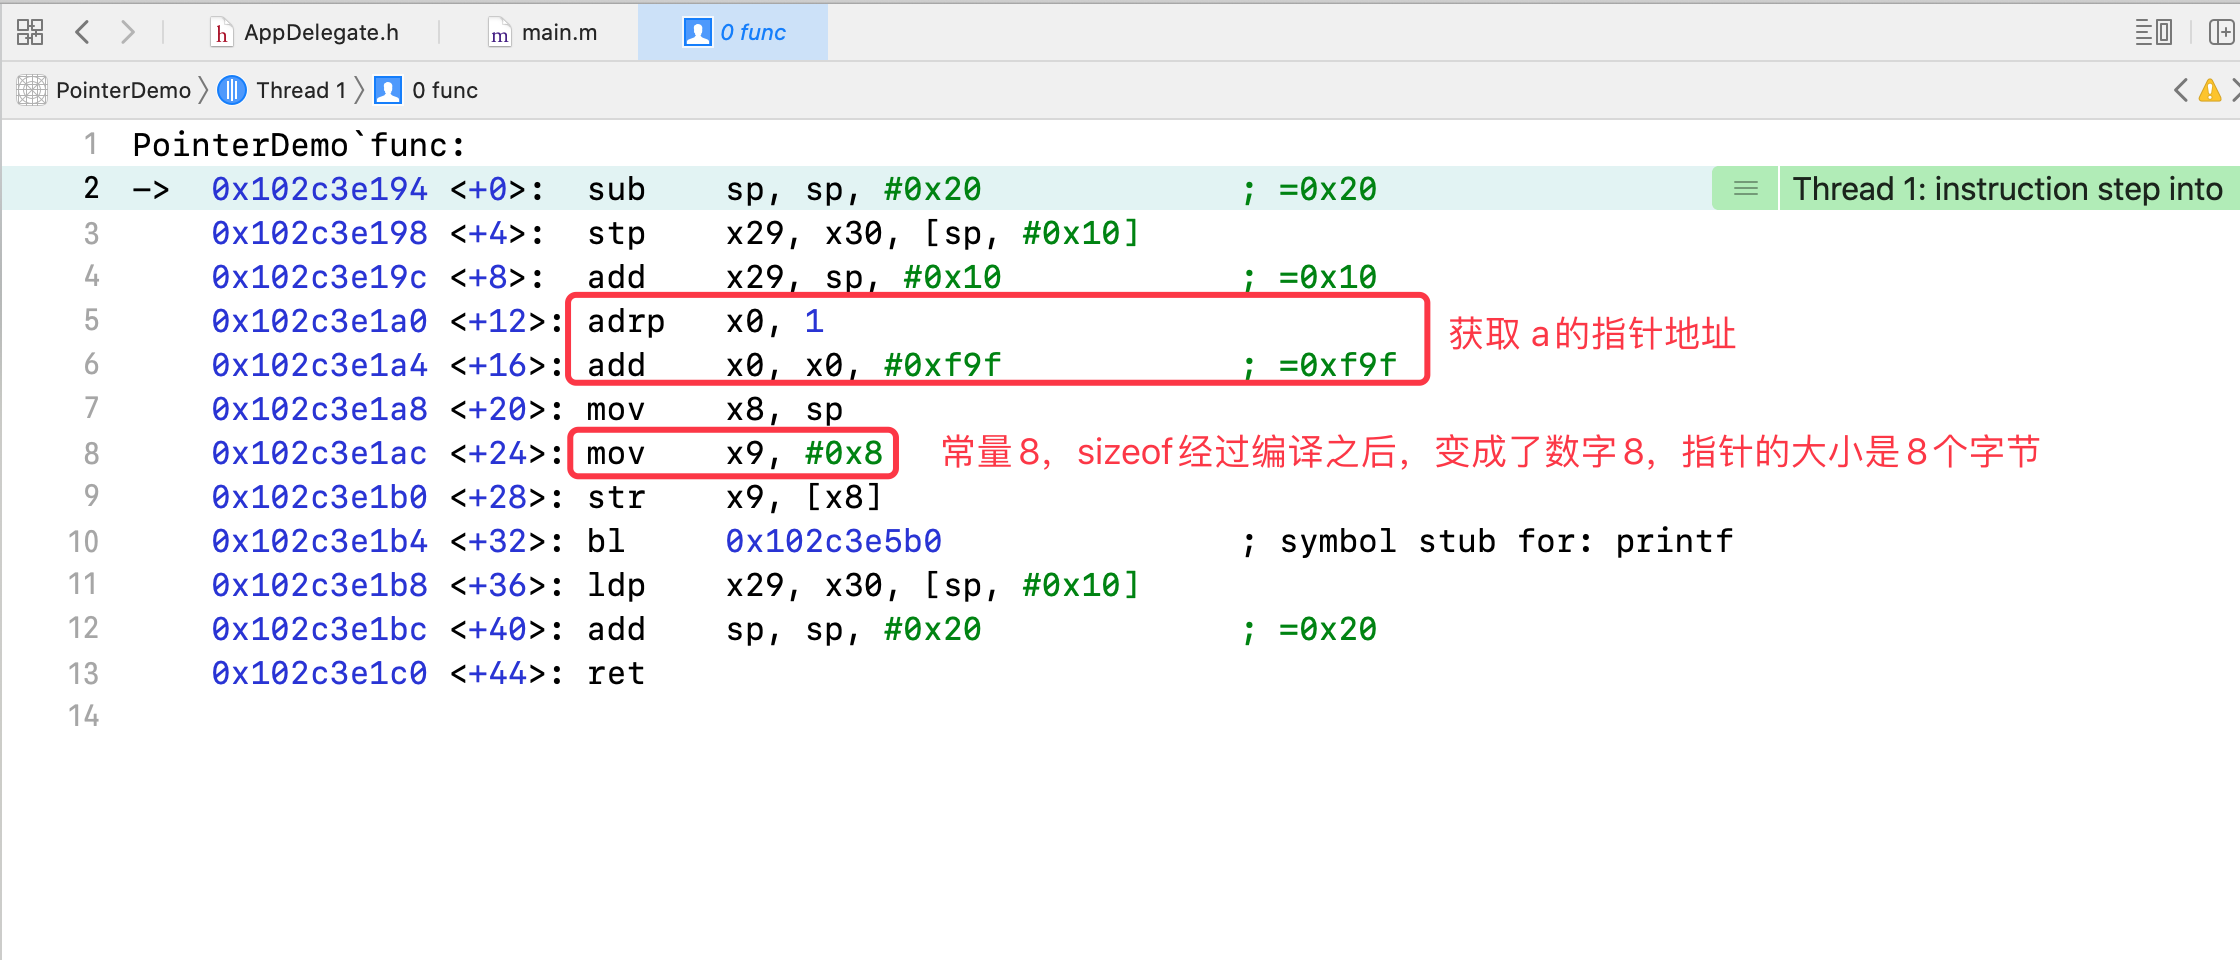 AppDelegate.h main.m 0 func
PointerDemo Thread 1 0 func
1 PointerDemo`func:
2 -> 0x102c3e194 <+0>: sub sp, sp, #0x20 ; =0x20 Thread 1: instruction step into
3 0x102c3e198 <+4>: stp x29, x30, [sp, #0x10]
4 0x102c3e19c <+8>: add x29, sp, #0x10 ; =0x10
5 0x102c3e1a0 <+12>: adrp x0, 1
获取 a的指针地址
6 0x102c3e1a4 <+16>: add x0, x0, #0xf9f ; =0xf9f
7 0x102c3e1a8 <+20>: mov x8, sp
8 0x102c3e1ac <+24>: mov x9, #0x8 常量8，sizeof经过编译之后，变成了数字8，指针的大小是8个字节
9 0x102c3e1b0 <+28>: str x9, [x8]
10 0x102c3e1b4 <+32>: bl 0x102c3e5b0 ; symbol stub for: printf
11 0x102c3e1b8 <+36>: ldp x29, x30, [sp, #0x10]
12 0x102c3e1bc <+40>: add sp, sp, #0x20 ; =0x20
13 0x102c3e1c0 <+44>: ret
14